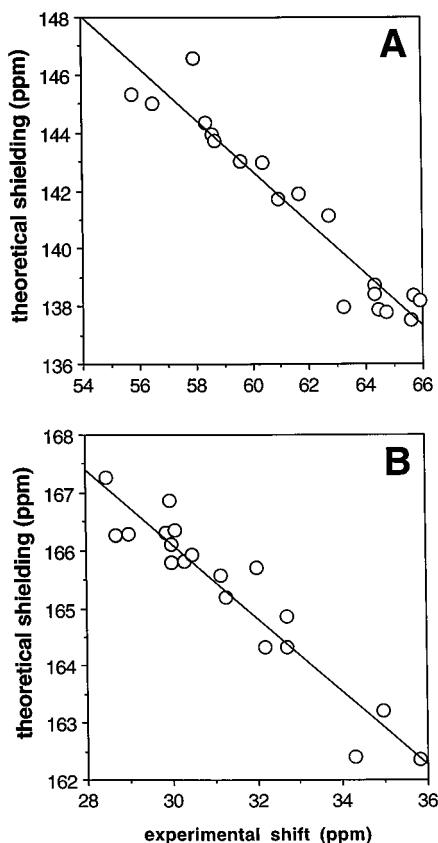 148
A
146
144
142
140
138
136
theoretical shielding (ppm)
54 56 58 60 62 64 66
168
B
167
166
165
164
163
162
theoretical shielding (ppm)
28 30 32 34 36
experimental shift (ppm)